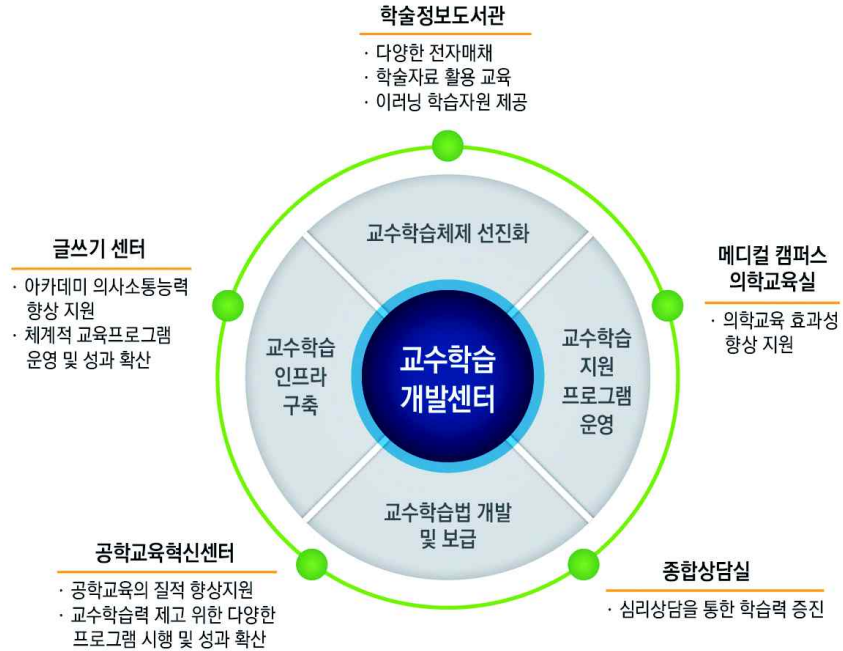 학술정보도서관
· 다양한 전자매채
· 학술자료 활용 교육
· 이러닝 학습자원 제공
글쓰기 센터
· 아카데미 의사소통능력
향상 지원
· 체계적 교육프로그램
운영 및 성과 확산
메디컬 캠퍼스
의학교육실
· 의학교육 효과성
향상 지원
교수학습체제 선진화
교수학습
인프라
구축
교수학습
개발센터
교수학습
지원
프로그램
운영
교수학습법 개발
및 보급
공학교육혁신센터
· 공학교육의 질적 향상지원
· 교수학습력 제고 위한 다양한
프로그램 시행 및 성과 확산
종합상담실
· 심리상담을 통한 학습력 증진